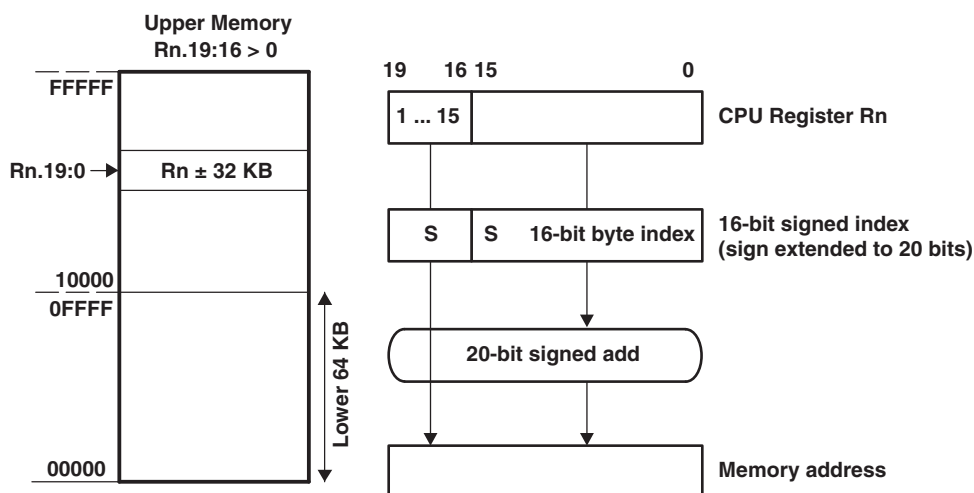 Upper Memory
Rn.19:16 > 0
FFFFF
Rn.19:0
Rn ± 32 KB
10000
0FFFF
Lower 64 KB
00000
19 16 15 0
1 ... 15
CPU Register Rn
S
S 16-bit byte index
16-bit signed index
(sign extended to 20 bits)
20-bit signed add
Memory address